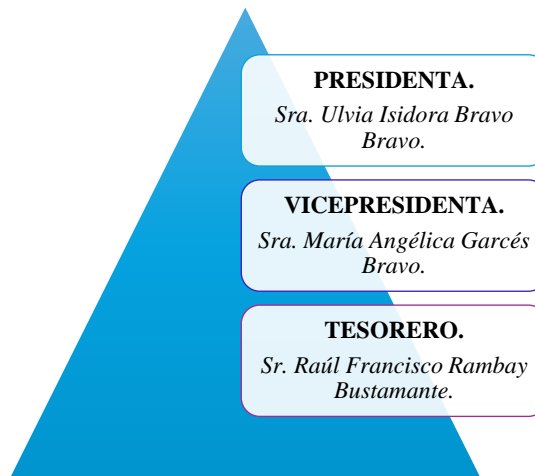 PRESIDENTA.
Sra. Ulvia Isidora Bravo
Bravo.
VICEPRESIDENTA.
Sra. María Angélica Garcés
Bravo.
TESORERO.
Sr. Raúl Francisco Rambay
Bustamante.